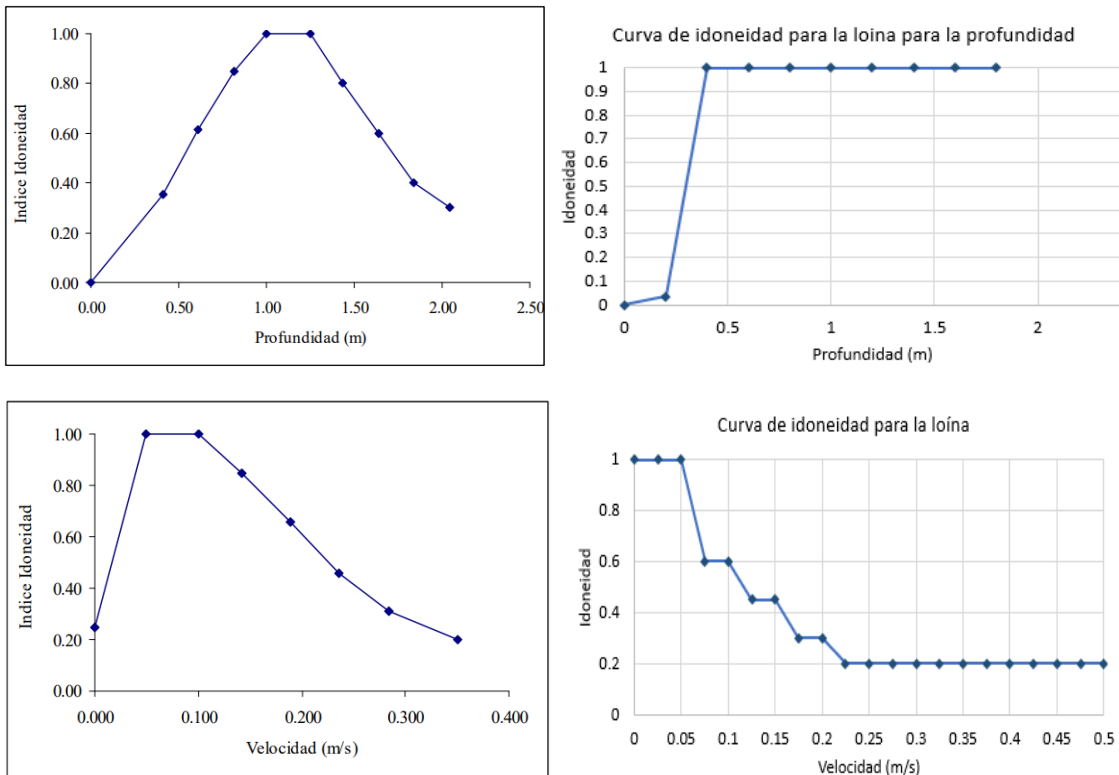 1.00
0.80
0.60
0.40
0.20
0.00
0.00 0.50 1.00 1.50 2.00 2.50
Indice Idoneidad
Profundidad (m)
Curva de idoneidad para la loina para la profundidad
1
0.9
0.8
0.7
0.6
0.5
0.4
0.3
0.2
0.1
0
0 0.5 1 1.5 2
Idoneidad
Profundidad (m)
1.00
0.80
0.60
0.40
0.20
0.00
0.000 0.100 0.200 0.300 0.400
Indice Idoneidad
Velocidad (m/s)
Curva de idoneidad para la loína
1
0.8
0.6
0.4
0.2
0
0 0.05 0.1 0.15 0.2 0.25 0.3 0.35 0.4 0.45 0.5
Idoneidad
Velocidad (m/s)